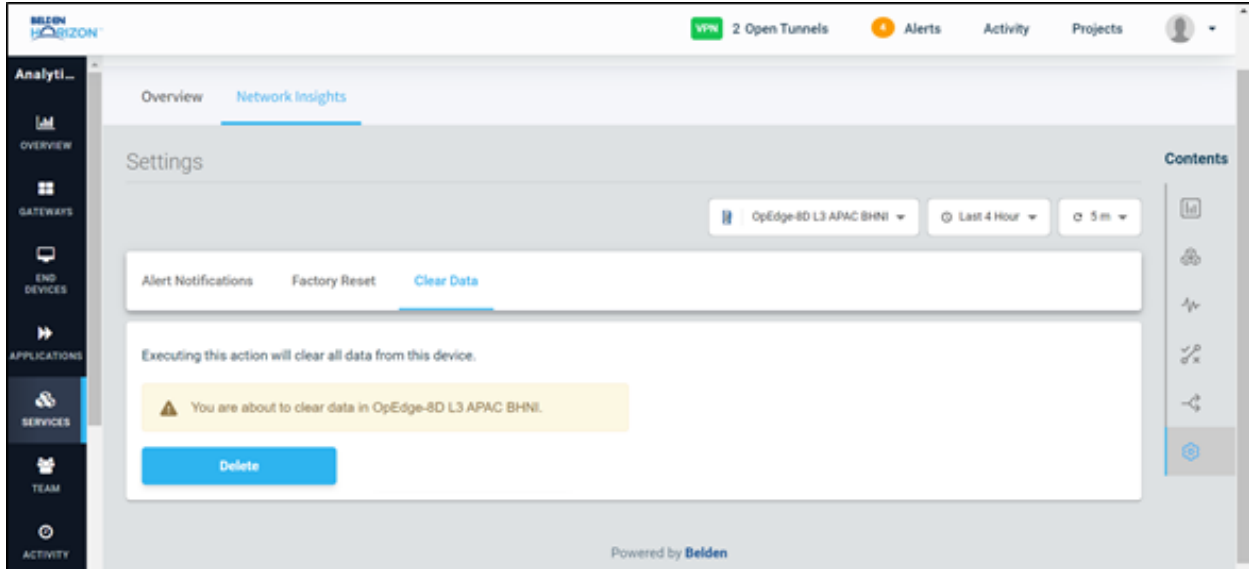 BELDEN
HORIZON
VPN 2 Open Tunnels 4 Alerts Activity Projects
Analyti...
OVERVIEW
GATEWAYS
END
DEVICES
APPLICATIONS
SERVICES
TEAM
ACTIVITY
Overview Network Insights
Settings
OpEdge-8D L3 APAC BHNI Last 4 Hour 5 m
Alert Notifications Factory Reset Clear Data
Executing this action will clear all data from this device.
You are about to clear data in OpEdge-8D L3 APAC BHNI.
Delete
Powered by Belden
Contents